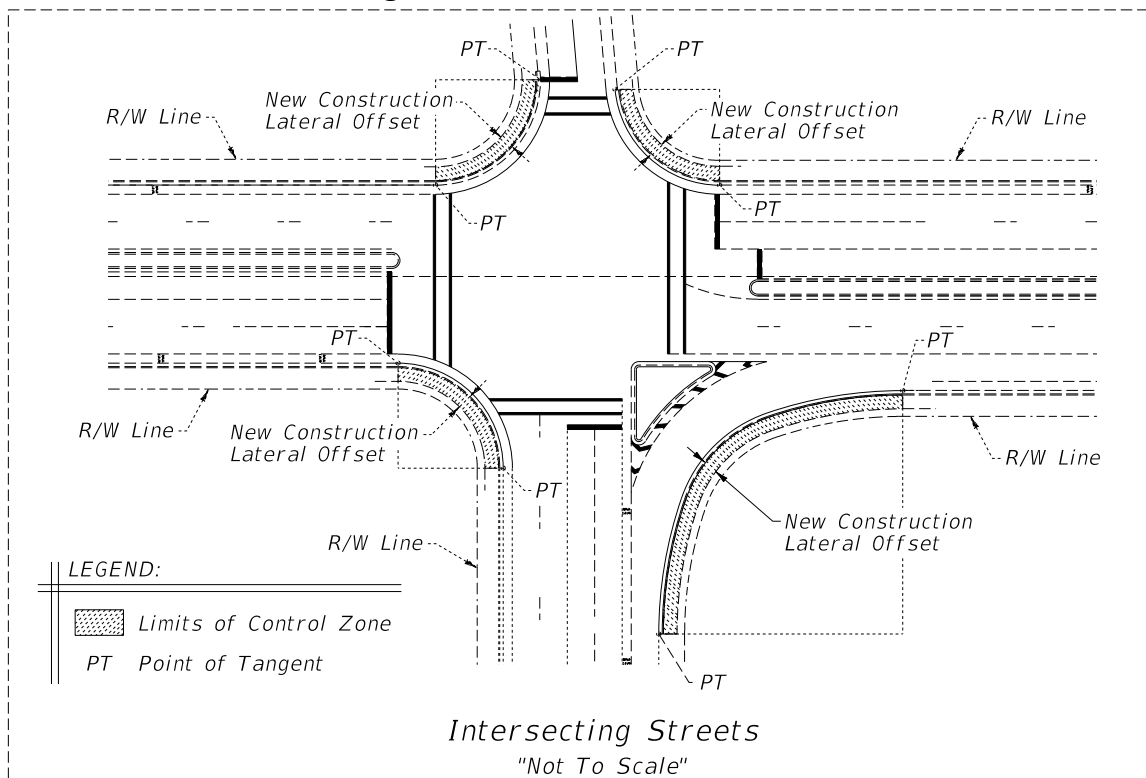 PT
PT
New Construction
Lateral Offset
New Construction
Lateral Offset
R/W Line
R/W Line
PT
PT
PT
PT
R/W Line
New Construction
Lateral Offset
R/W Line
PT
New Construction
Lateral Offset
R/W Line
LEGEND:
Limits of Control Zone
PT Point of Tangent
PT
Intersecting Streets
"Not To Scale"